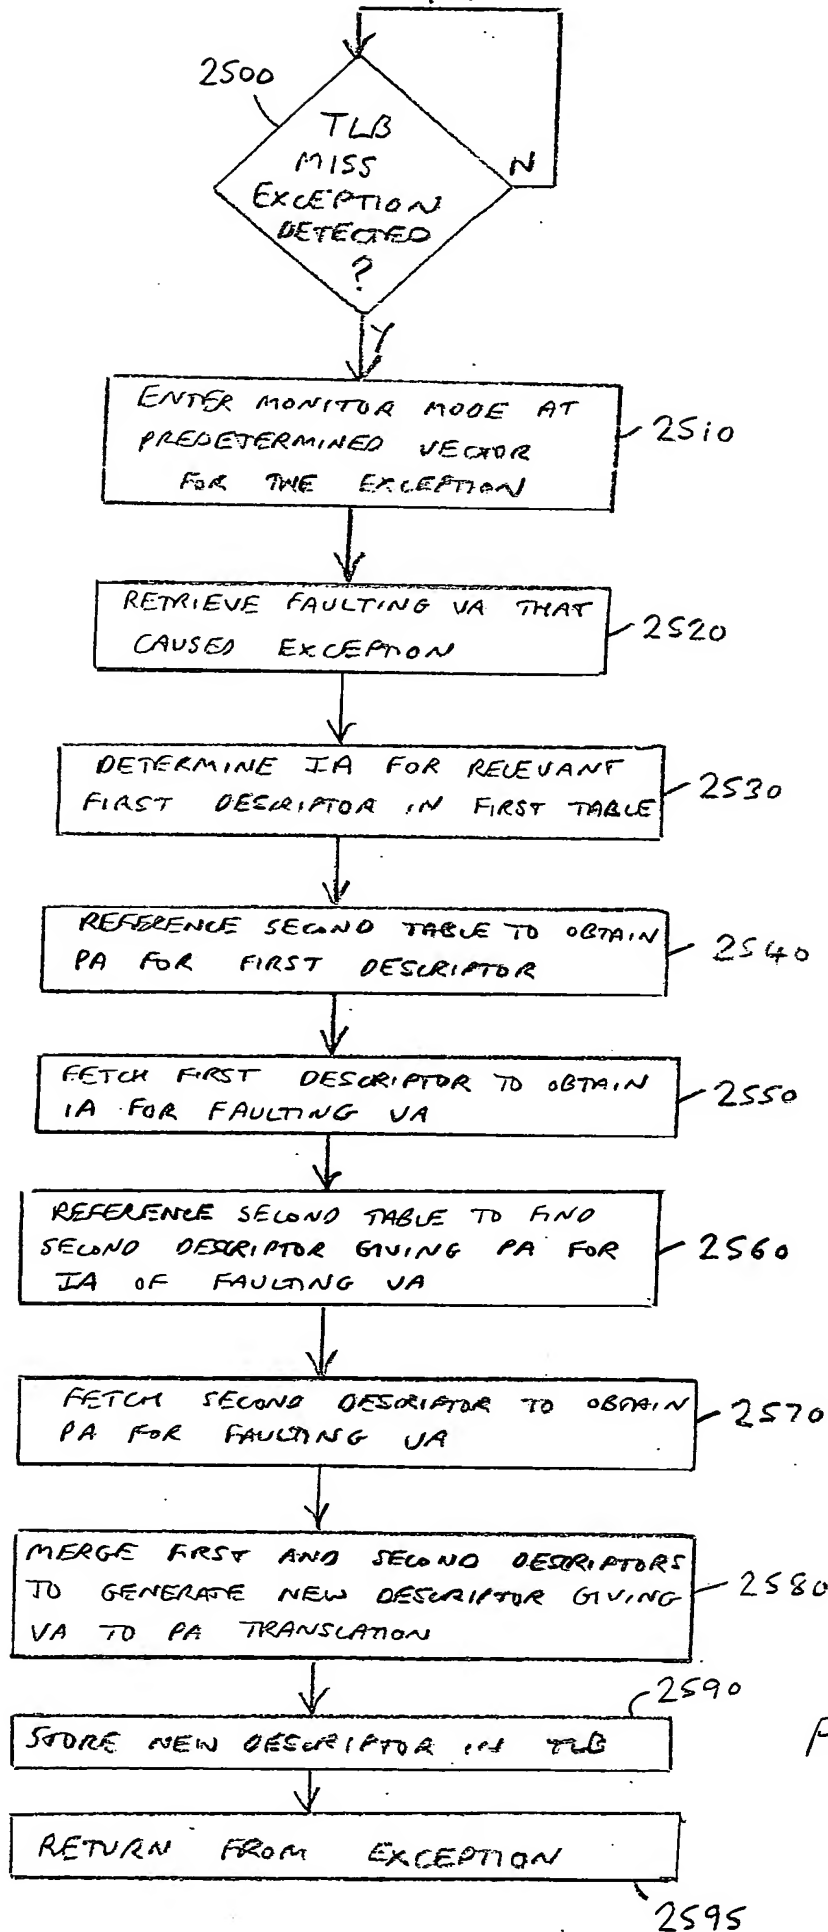 2500
TLB
MISS
EXCEPTION
DETECTED
?
N
Y
ENTER MONITOR MODE AT
PREDETERMINED VECTOR
FOR THE EXCEPTION
2510
RETRIEVE FAULTING VA THAT
CAUSED EXCEPTION
2520
DETERMINE IA FOR RELEVANT
FIRST DESCRIPTOR IN FIRST TABLE
2530
REFERENCE SECOND TABLE TO OBTAIN
PA FOR FIRST DESCRIPTOR
2540
FETCH FIRST DESCRIPTOR TO OBTAIN
IA FOR FAULTING VA
2550
REFERENCE SECOND TABLE TO FIND
SECOND DESCRIPTOR GIVING PA FOR
IA OF FAULTING VA
2560
FETCH SECOND DESCRIPTOR TO OBTAIN
PA FOR FAULTING VA
2570
MERGE FIRST AND SECOND DESCRIPTORS
TO GENERATE NEW DESCRIPTOR GIVING
VA TO PA TRANSLATION
2580
2590
STORE NEW DESCRIPTOR IN TLB
RETURN FROM EXCEPTION
2595